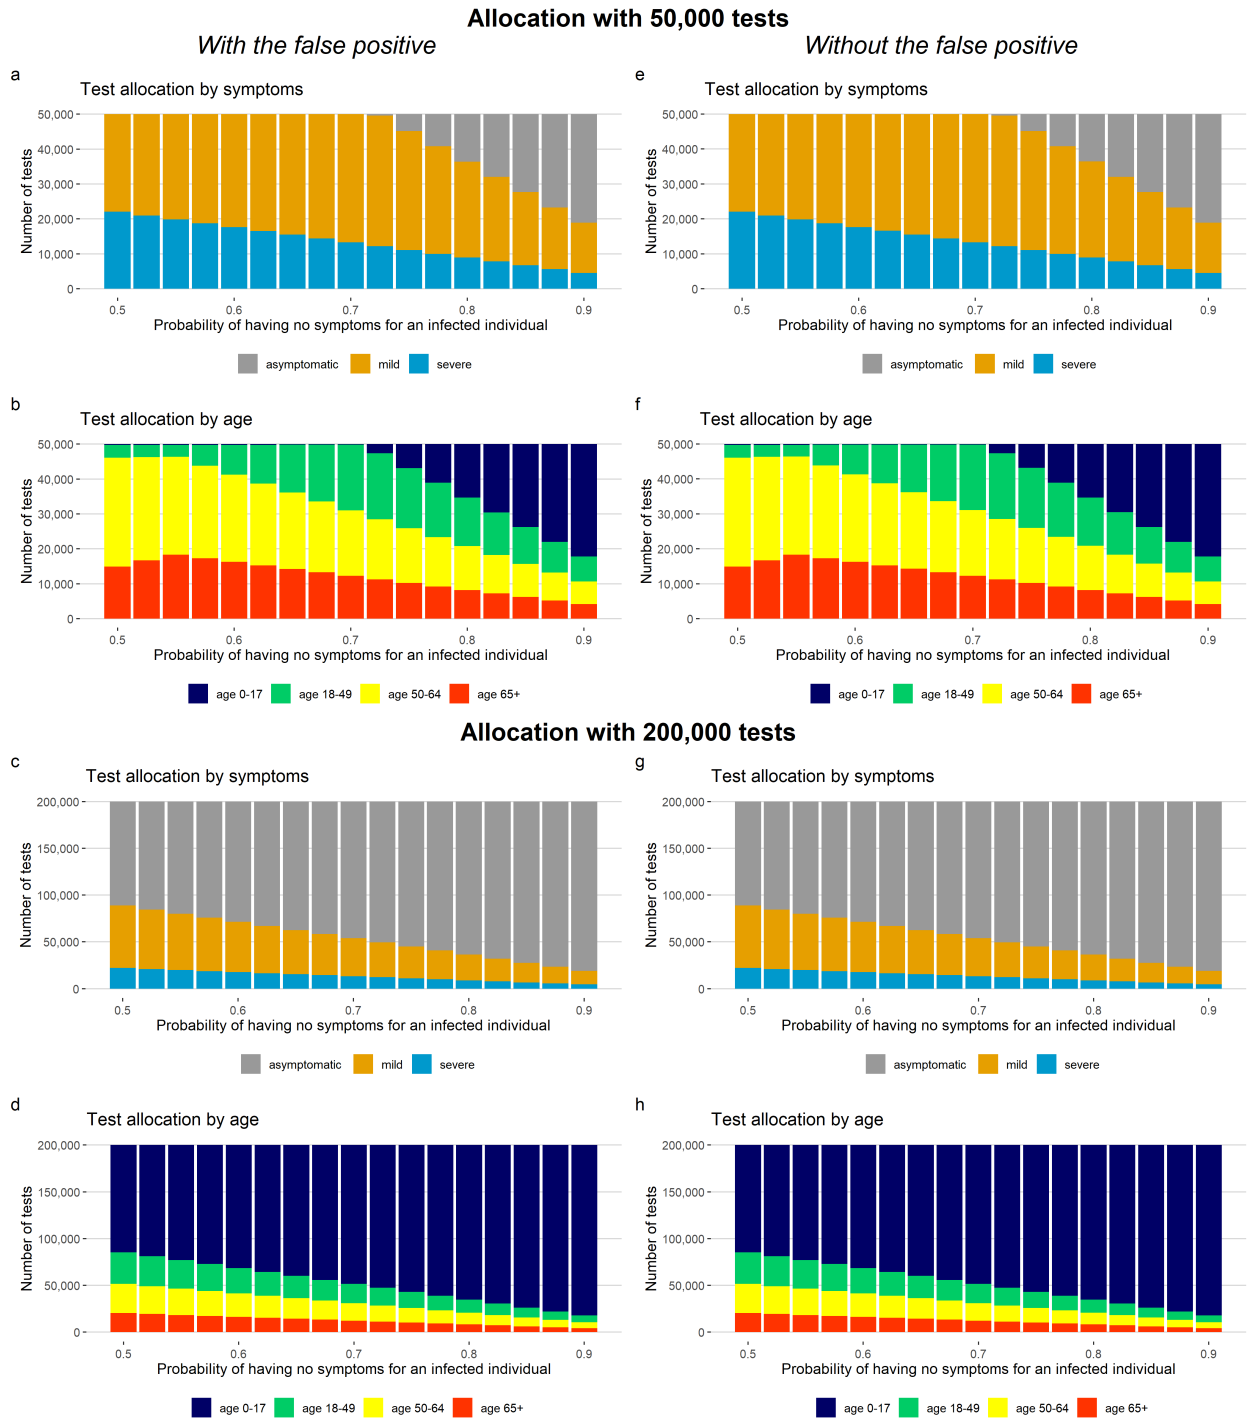 Allocation with 50,000 tests
With the false positive
Without the false positive
a
Test allocation by symptoms
50,000
40,000
30,000
20,000
10,000
0
Number of tests
0.5 0.6 0.7 0.8 0.9
Probability of having no symptoms for an infected individual
asymptomatic mild severe
e
Test allocation by symptoms
50,000
40,000
30,000
20,000
10,000
0
Number of tests
0.5 0.6 0.7 0.8 0.9
Probability of having no symptoms for an infected individual
asymptomatic mild severe
b
Test allocation by age
50,000
40,000
30,000
20,000
10,000
0
Number of tests
0.5 0.6 0.7 0.8 0.9
Probability of having no symptoms for an infected individual
age 0-17 age 18-49 age 50-64 age 65+
f
Test allocation by age
50,000
40,000
30,000
20,000
10,000
0
Number of tests
0.5 0.6 0.7 0.8 0.9
Probability of having no symptoms for an infected individual
age 0-17 age 18-49 age 50-64 age 65+
Allocation with 200,000 tests
c
Test allocation by symptoms
200,000
150,000
100,000
50,000
0
Number of tests
0.5 0.6 0.7 0.8 0.9
Probability of having no symptoms for an infected individual
asymptomatic mild severe
g
Test allocation by symptoms
200,000
150,000
100,000
50,000
0
Number of tests
0.5 0.6 0.7 0.8 0.9
Probability of having no symptoms for an infected individual
asymptomatic mild severe
d
Test allocation by age
200,000
150,000
100,000
50,000
0
Number of tests
0.5 0.6 0.7 0.8 0.9
Probability of having no symptoms for an infected individual
age 0-17 age 18-49 age 50-64 age 65+
h
Test allocation by age
200,000
150,000
100,000
50,000
0
Number of tests
0.5 0.6 0.7 0.8 0.9
Probability of having no symptoms for an infected individual
age 0-17 age 18-49 age 50-64 age 65+